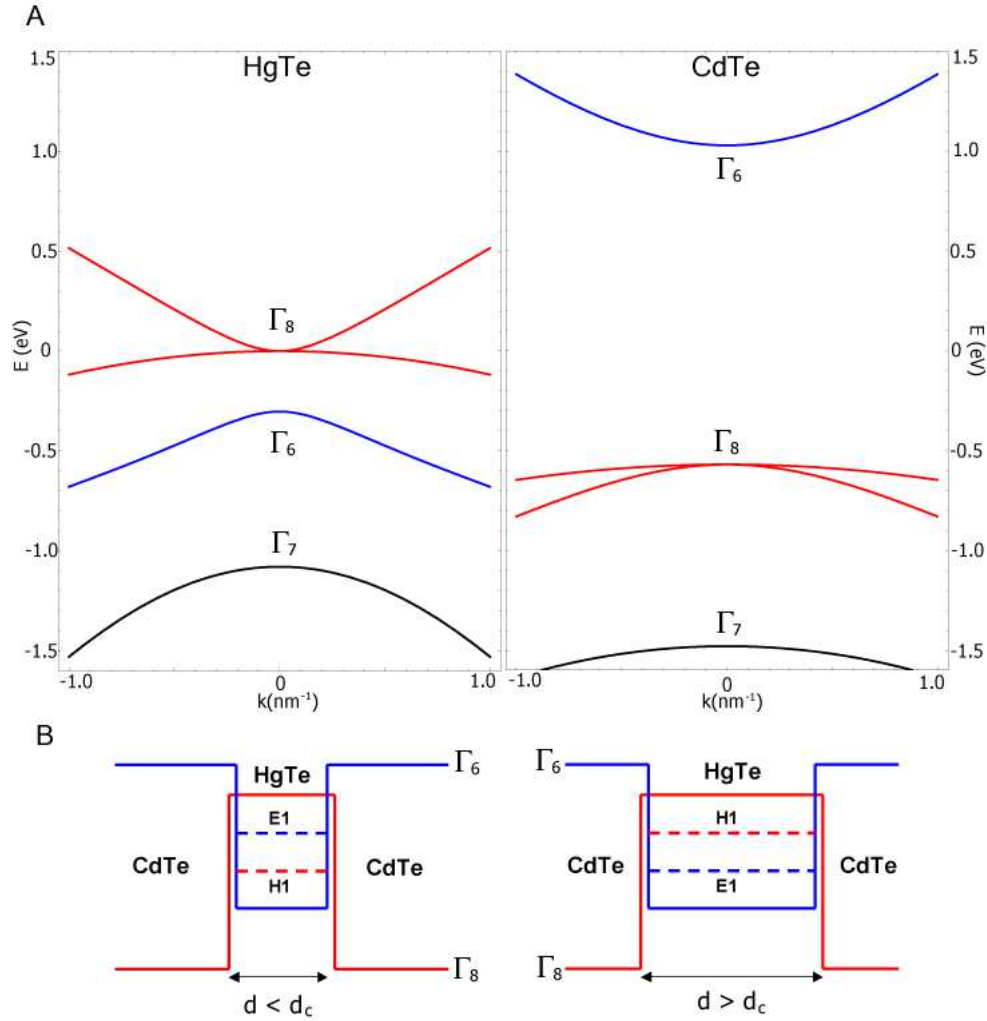 A
HgTe
CdTe
1.5
1.0
0.5
0
-0.5
-1.0
-1.5
E (eV)
Γ8
Γ6
Γ7
-1.0
0
1.0
k(nm⁻¹)
Γ6
Γ8
Γ7
1.5
1.0
0.5
0
E (eV)
-0.5
-1.0
-1.5
-1.0
0
1.0
k(nm⁻¹)
B
HgTe
Γ6
E1
CdTe
CdTe
H1
Γ8
d < dc
Γ6
HgTe
H1
CdTe
CdTe
E1
Γ8
d > dc